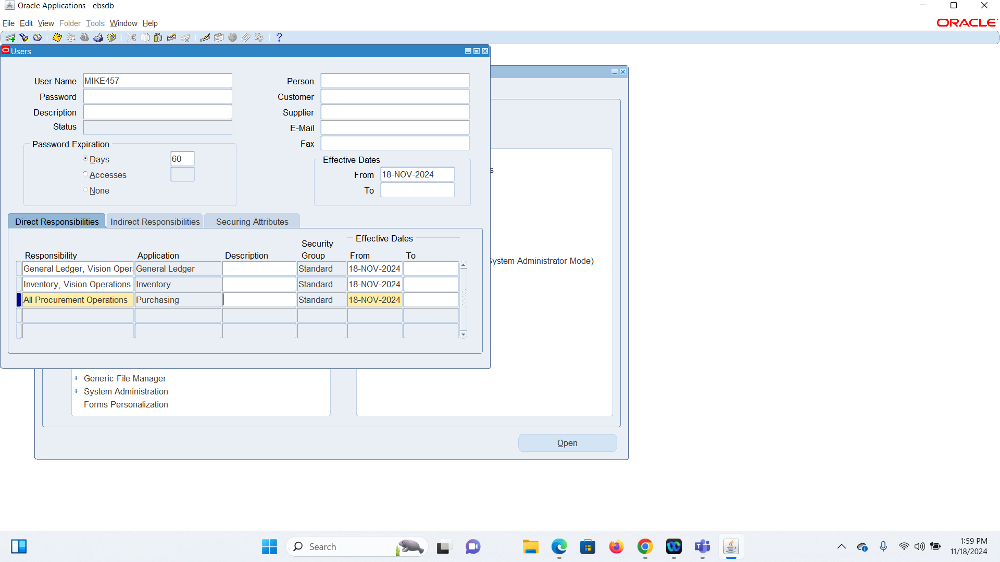 Oracle Applications - ebsdb
File Edit View Folder Tools Window Help
ORACLE
Users
User Name MIKE457
Password
Description
Status
Person
Customer
Supplier
E-Mail
Fax
Password Expiration
Days 60
Accesses
None
Effective Dates
From 18-NOV-2024
To
s
Direct Responsibilities Indirect Responsibilities Securing Attributes
Effective Dates
Responsibility Application Description Security Group From To
General Ledger, Vision Oper General Ledger Standard 18-NOV-2024
Inventory, Vision Operations Inventory Standard 18-NOV-2024
All Procurement Operations Purchasing Standard 18-NOV-2024
System Administrator Mode)
+ Generic File Manager
+ System Administration
Forms Personalization
Open
Search
1:59 PM
11/18/2024